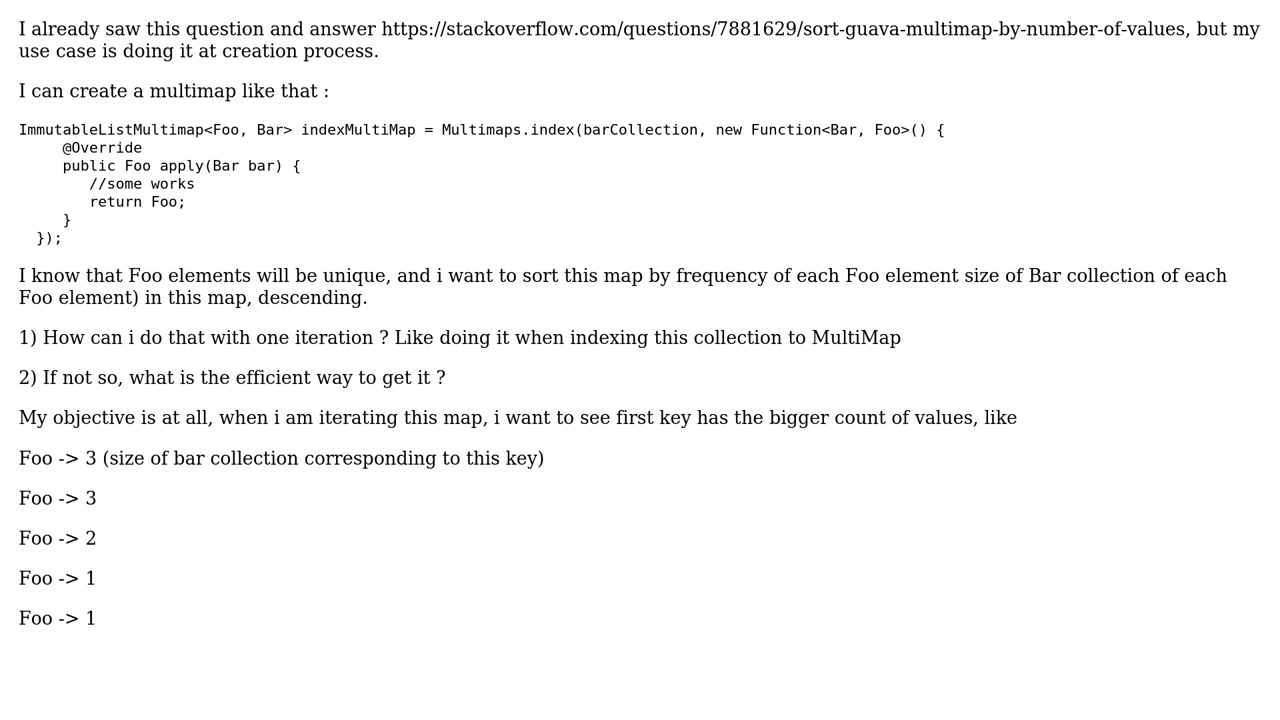 I already saw this question and answer https://stackoverflow.com/questions/7881629/sort-guava-multimap-by-number-of-values, but my
use case is doing it at creation process.
I can create a multimap like that :
ImmutableListMultimap<Foo, Bar> indexMultiMap = Multimaps.index(barCollection, new Function<Bar, Foo>() {
     @Override
     public Foo apply(Bar bar) {
        //some works
        return Foo;
     }
  });
I know that Foo elements will be unique, and i want to sort this map by frequency of each Foo element size of Bar collection of each
Foo element) in this map, descending.
1) How can i do that with one iteration ? Like doing it when indexing this collection to MultiMap
2) If not so, what is the efficient way to get it ?
My objective is at all, when i am iterating this map, i want to see first key has the bigger count of values, like
Foo -> 3 (size of bar collection corresponding to this key)
Foo -> 3
Foo -> 2
Foo -> 1
Foo -> 1